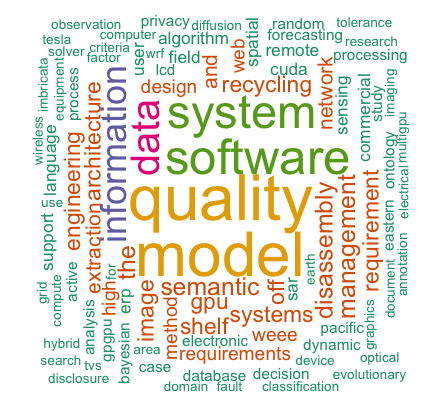 observation
privacy
diffusion
random
tolerance
tesla
computer
algorithm
forecasting
research
solver
criteria
wrf
field
web
spatial
remote
processing
imbricata
equipment
process
factor
user
lcd
and
cuda
network
sensing
commercial
study
imaging
design
recycling
wireless
language
engineering
architecture
information
data
system
software
quality
model
use
support
extraction
the
disassembly
management
requirement
eastern
ontology
multigpu
electrical
active
high
for
image
semantic
off
sar
earth
document
annotation
grid
compute
analysis
gpgpu
bayesian
erp
method
gpu
shelf
systems
weee
pacific
graphics
hybrid
area
electronic
requirements
dynamic
optical
search
tvs
case
database
decision
device
evolutionary
disclosure
domain
fault
classification